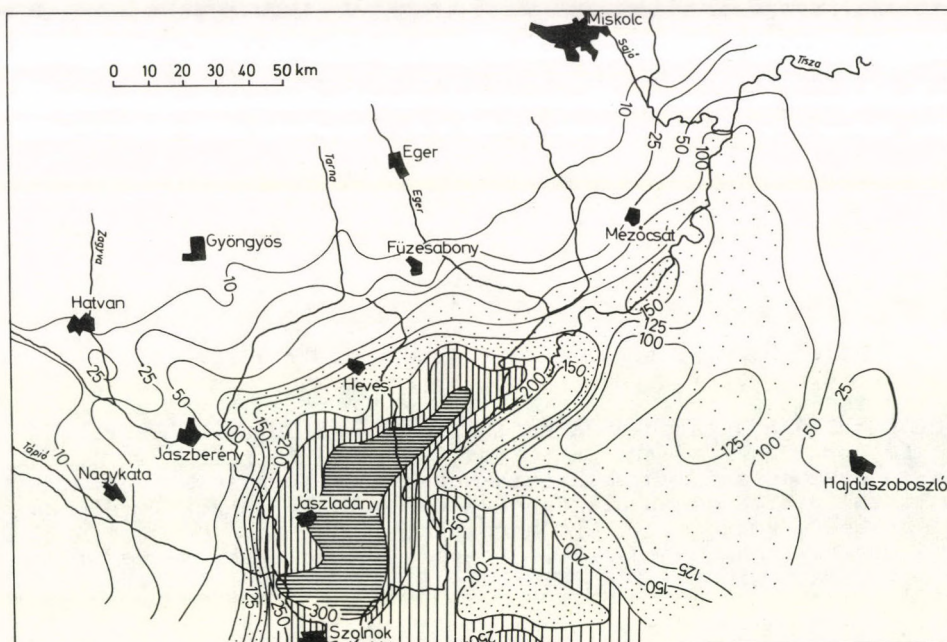 Miskolc
Sajó
Tisza
0 10 20 30 40 50 km
10
25
50
100
Eger
Tarna
Eger
Zagyva
Gyöngyös
Mezőcsát
Füzesabony
10
Hatvan
150
125
100
25
25
50
Heves
200
150
25
50
100
150
200
125
100
Jászberény
Tápió
10
Nagykáta
Hajdúszoboszló
Jászladány
250
200
200
125
150
125
250
300
Szolnok
250